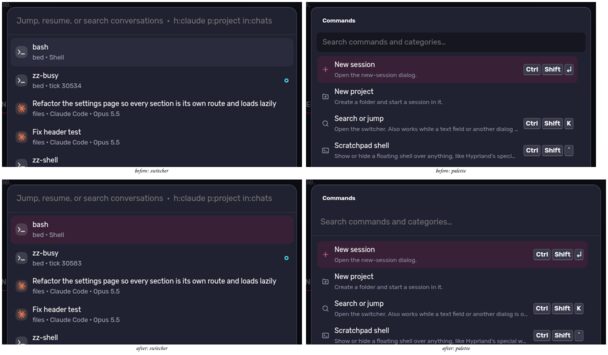 Jump, resume, or search conversations • h:claude p:project in:chats
bash
bed • Shell
zz-busy
bed • tick 30534
Refactor the settings page so every section is its own route and loads lazily
files • Claude Code • Opus 5.5
Fix header test
files • Claude Code • Opus 5.5
zz-shell
before: switcher
Commands
Search commands and categories...
New session
Open the new-session dialog.
Ctrl Shift
New project
Create a folder and start a session in it.
Search or jump
Open the switcher. Also works while a text field or another dialog ...
Ctrl Shift K
Scratchpad shell
Show or hide a floating shell over anything, like Hyprland's speci...
Ctrl Shift `
before: palette
Jump, resume, or search conversations • h:claude p:project in:chats
bash
bed • Shell
zz-busy
bed • tick 30563
Refactor the settings page so every section is its own route and loads lazily
files • Claude Code • Opus 5.5
Fix header test
files • Claude Code • Opus 5.5
zz-shell
after: switcher
Commands
Search commands and categories...
New session
Open the new-session dialog.
Ctrl Shift
New project
Create a folder and start a session in it.
Search or jump
Open the switcher. Also works while a text field or another dialog is o...
Ctrl Shift K
Scratchpad shell
Show or hide a floating shell over anything, like Hyprland's special w...
Ctrl Shift `
after: palette